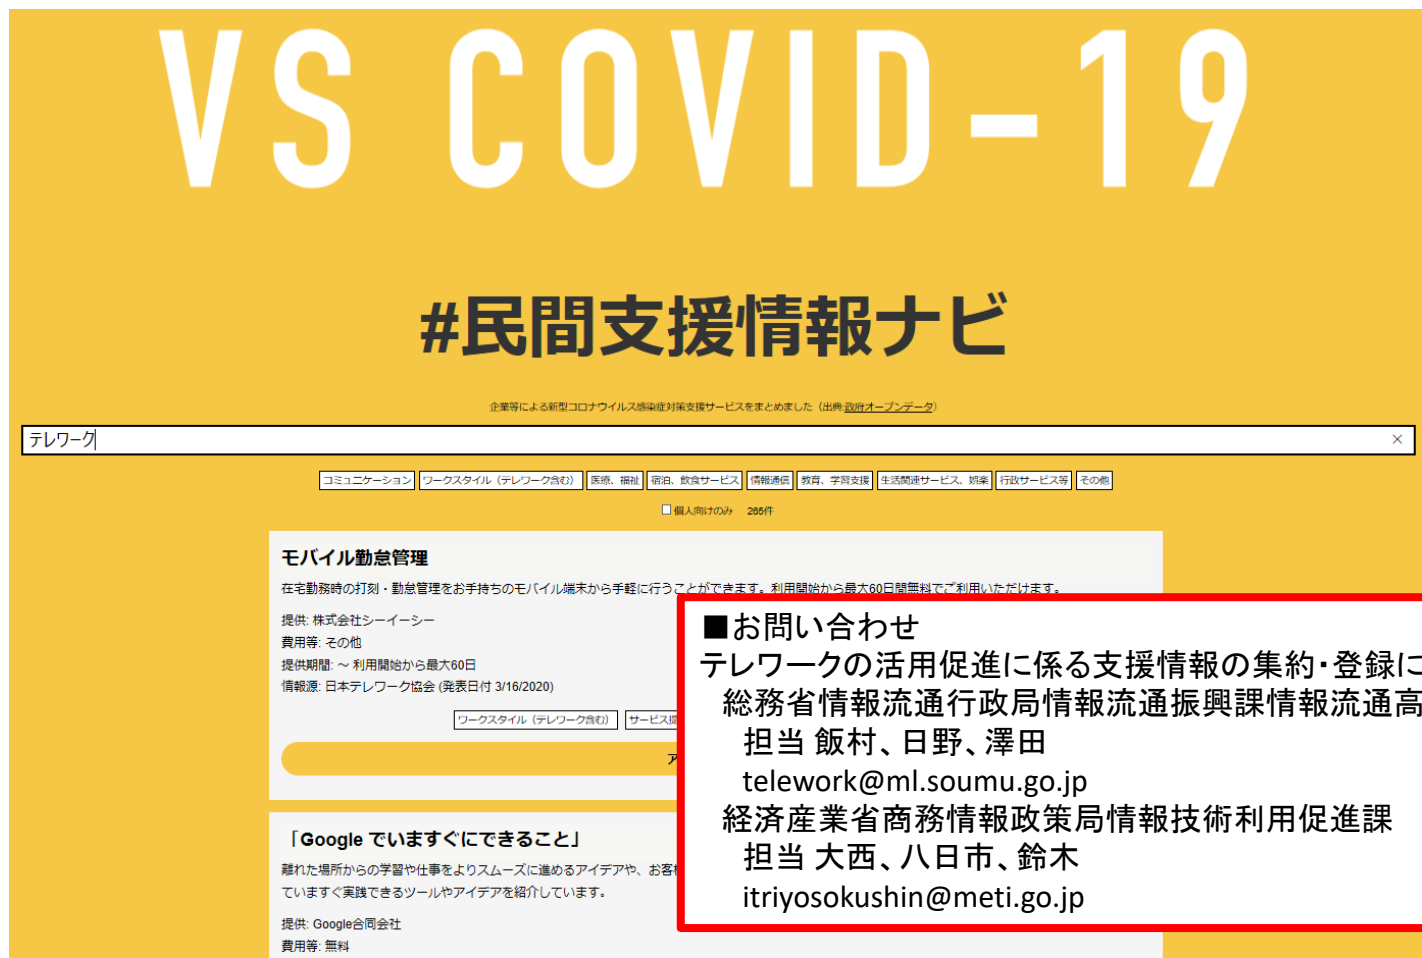 VS COVID-19
#民間支援情報ナビ
企業等による新型コロナウイルス感染症対策支援サービスをまとめました（出典:政府オープンデータ）
テレワーク ×
コミュニケーション ワークスタイル（テレワーク含む） 医療、福祉 宿泊、飲食サービス 情報通信 教育、学習支援 生活関連サービス、娯楽 行政サービス等 その他
個人向けのみ 265件
モバイル勤怠管理
在宅勤務時の打刻・勤怠管理をお手持ちのモバイル端末から手軽に行うことができます。利用開始から最大60日間無料でご利用いただけます。
提供: 株式会社シーイーシー
費用等: その他
提供期間: ～ 利用開始から最大60日
情報源: 日本テレワーク協会 (発表日付 3/16/2020)
ワークスタイル（テレワーク含む） サービス
ア
「Google でいますぐにできること」
離れた場所からの学習や仕事をよりスムーズに進めるアイデアや、お客
ていますぐ実践できるツールやアイデアを紹介しています。
提供: Google合同会社
費用等: 無料
■お問い合わせ
テレワークの活用促進に係る支援情報の集約・登録に
総務省情報流通行政局情報流通振興課情報流通高
担当 飯村、日野、澤田
telework@ml.soumu.go.jp
経済産業省商務情報政策局情報技術利用促進課
担当 大西、八日市、鈴木
itriyosokushin@meti.go.jp